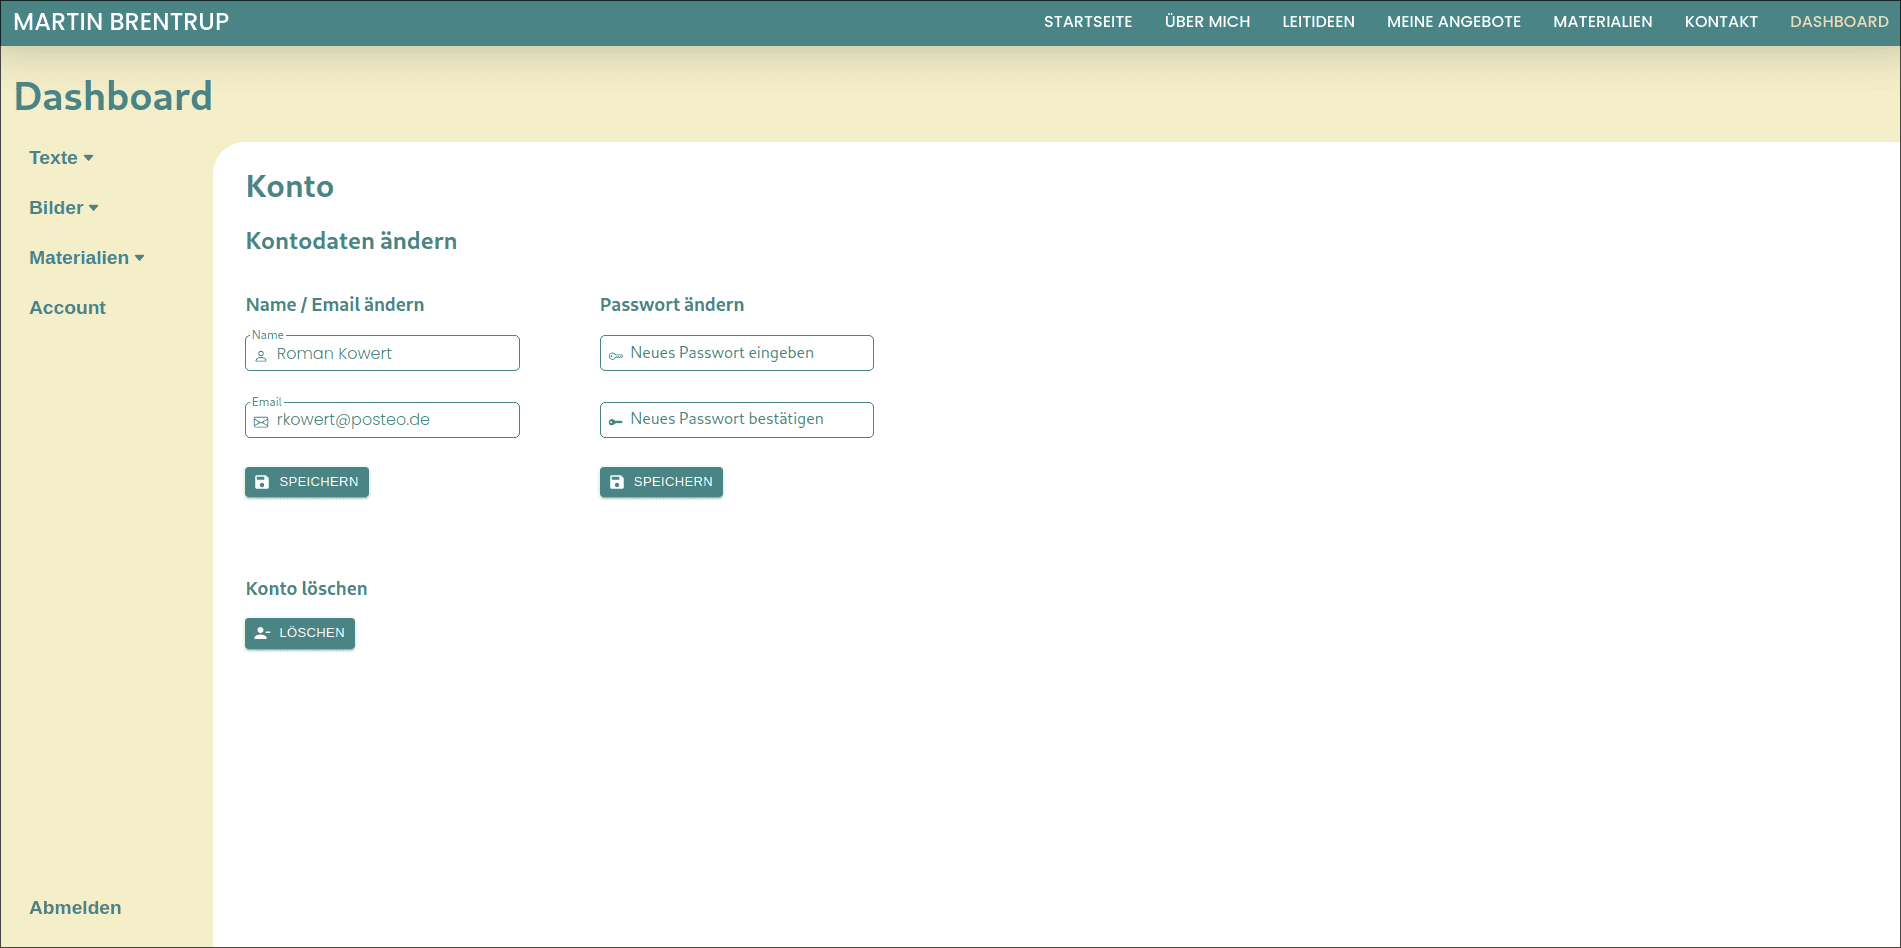 MARTIN BRENTRUP
STARTSEITE ÜBER MICH LEITIDEEN MEINE ANGEBOTE MATERIALIEN KONTAKT DASHBOARD
Dashboard
Texte
Bilder
Materialien
Account
Abmelden
Konto
Kontodaten ändern
Name / Email ändern
Name
Roman Kowert
Email
rkowert@posteo.de
SPEICHERN
Passwort ändern
Neues Passwort eingeben
Neues Passwort bestätigen
SPEICHERN
Konto löschen
LÖSCHEN